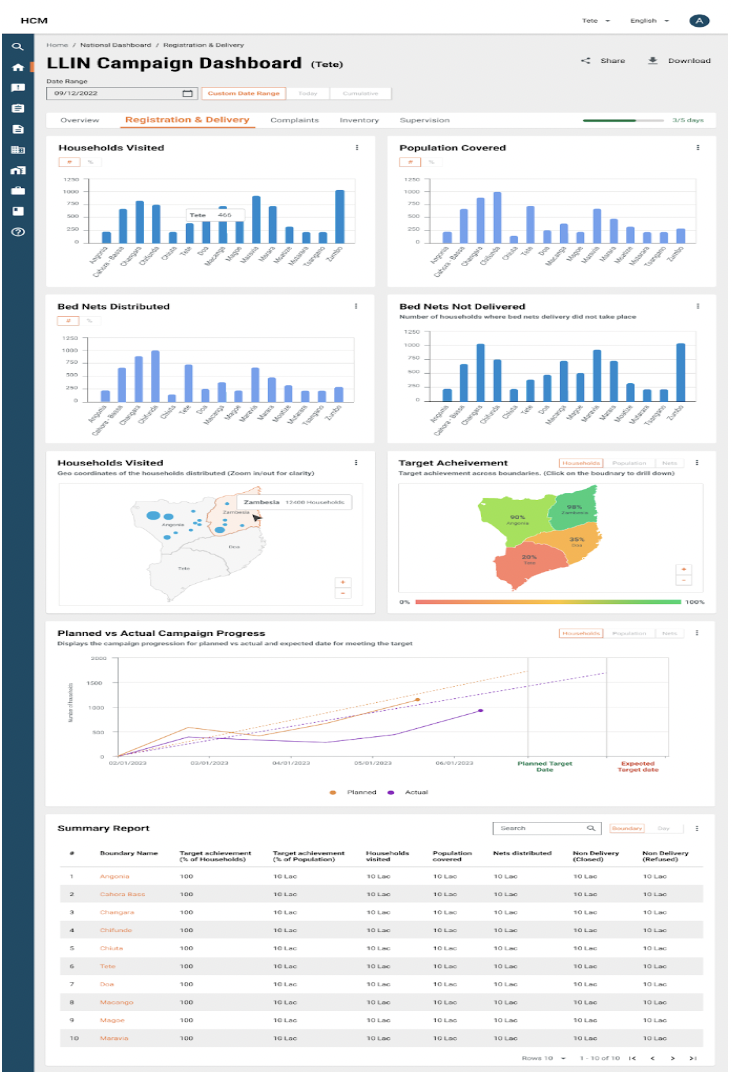 HCM
Tete
English
A
Home / National Dashboard / Registration & Delivery
LLIN Campaign Dashboard (Tete)
Share
Download
Date Range
09/12/2022
Custom Date Range
Today
Cumulative
Overview
Registration & Delivery
Complaints
Inventory
Supervision
3/5 days
Households Visited
# %
1250
1000
750
500
250
0
Tete 466
Angonia Cahora - Bassa Changara Chifunda Chiuta Tete Doa Macanga Magoe Maravia Marara Moatize Mutarara Tsangano Zumbo
Population Covered
# %
1250
1000
750
500
250
0
Angonia Cahora - Bassa Changara Chifunda Chiuta Tete Doa Macanga Magoe Maravia Marara Moatize Mutarara Tsangano Zumbo
Bed Nets Distributed
# %
1250
1000
750
500
250
0
Angonia Cahora - Bassa Changara Chifunda Chiuta Tete Doa Macanga Magoe Maravia Marara Moatize Mutarara Tsangano Zumbo
Bed Nets Not Delivered
Number of households where bed nets delivery did not take place
1250
1000
750
500
250
0
Angonia Cahora - Bassa Changara Chifunda Chiuta Tete Doa Macanga Magoe Maravia Marara Moatize Mutarara Tsangano Zumbo
Households Visited
Geo coordinates of the households distributed (Zoom in/out for clarity)
Zambesia 12400 Households
Zambesia
Angonia
Doa
Tete
+
-
Target Acheivement
Households
Population
Nets
Target achievement across boundaries. (Click on the boudnary to drill down)
98%
Zambesia
90%
Angonia
35%
Doa
20%
Tete
+
-
0%
100%
Planned vs Actual Campaign Progress
Households
Population
Nets
Displays the campaign progression for planned vs actual and expected date for meeting the target
Number of households
2000
1500
1000
500
0
02/01/2023 03/01/2023 04/01/2023 05/01/2023 06/01/2023
Planned Target
Date
Expected
Target date
Planned
Actual
Summary Report
Search
Boundary
Day
# Boundary Name Target achievement (% of Households) Target achievement (% of Population) Households visited Population covered Nets distributed Non Delivery (Closed) Non Delivery (Refused)
1 Angonia 100 10 Lac 10 Lac 10 Lac 10 Lac 10 Lac 10 Lac
2 Cahora Bass 100 10 Lac 10 Lac 10 Lac 10 Lac 10 Lac 10 Lac
3 Changara 100 10 Lac 10 Lac 10 Lac 10 Lac 10 Lac 10 Lac
4 Chifunde 100 10 Lac 10 Lac 10 Lac 10 Lac 10 Lac 10 Lac
5 Chiuta 100 10 Lac 10 Lac 10 Lac 10 Lac 10 Lac 10 Lac
6 Tete 100 10 Lac 10 Lac 10 Lac 10 Lac 10 Lac 10 Lac
7 Doa 100 10 Lac 10 Lac 10 Lac 10 Lac 10 Lac 10 Lac
8 Macongo 100 10 Lac 10 Lac 10 Lac 10 Lac 10 Lac 10 Lac
9 Magoe 100 10 Lac 10 Lac 10 Lac 10 Lac 10 Lac 10 Lac
10 Maravia 100 10 Lac 10 Lac 10 Lac 10 Lac 10 Lac 10 Lac
Rows 10
1 - 10 of 10